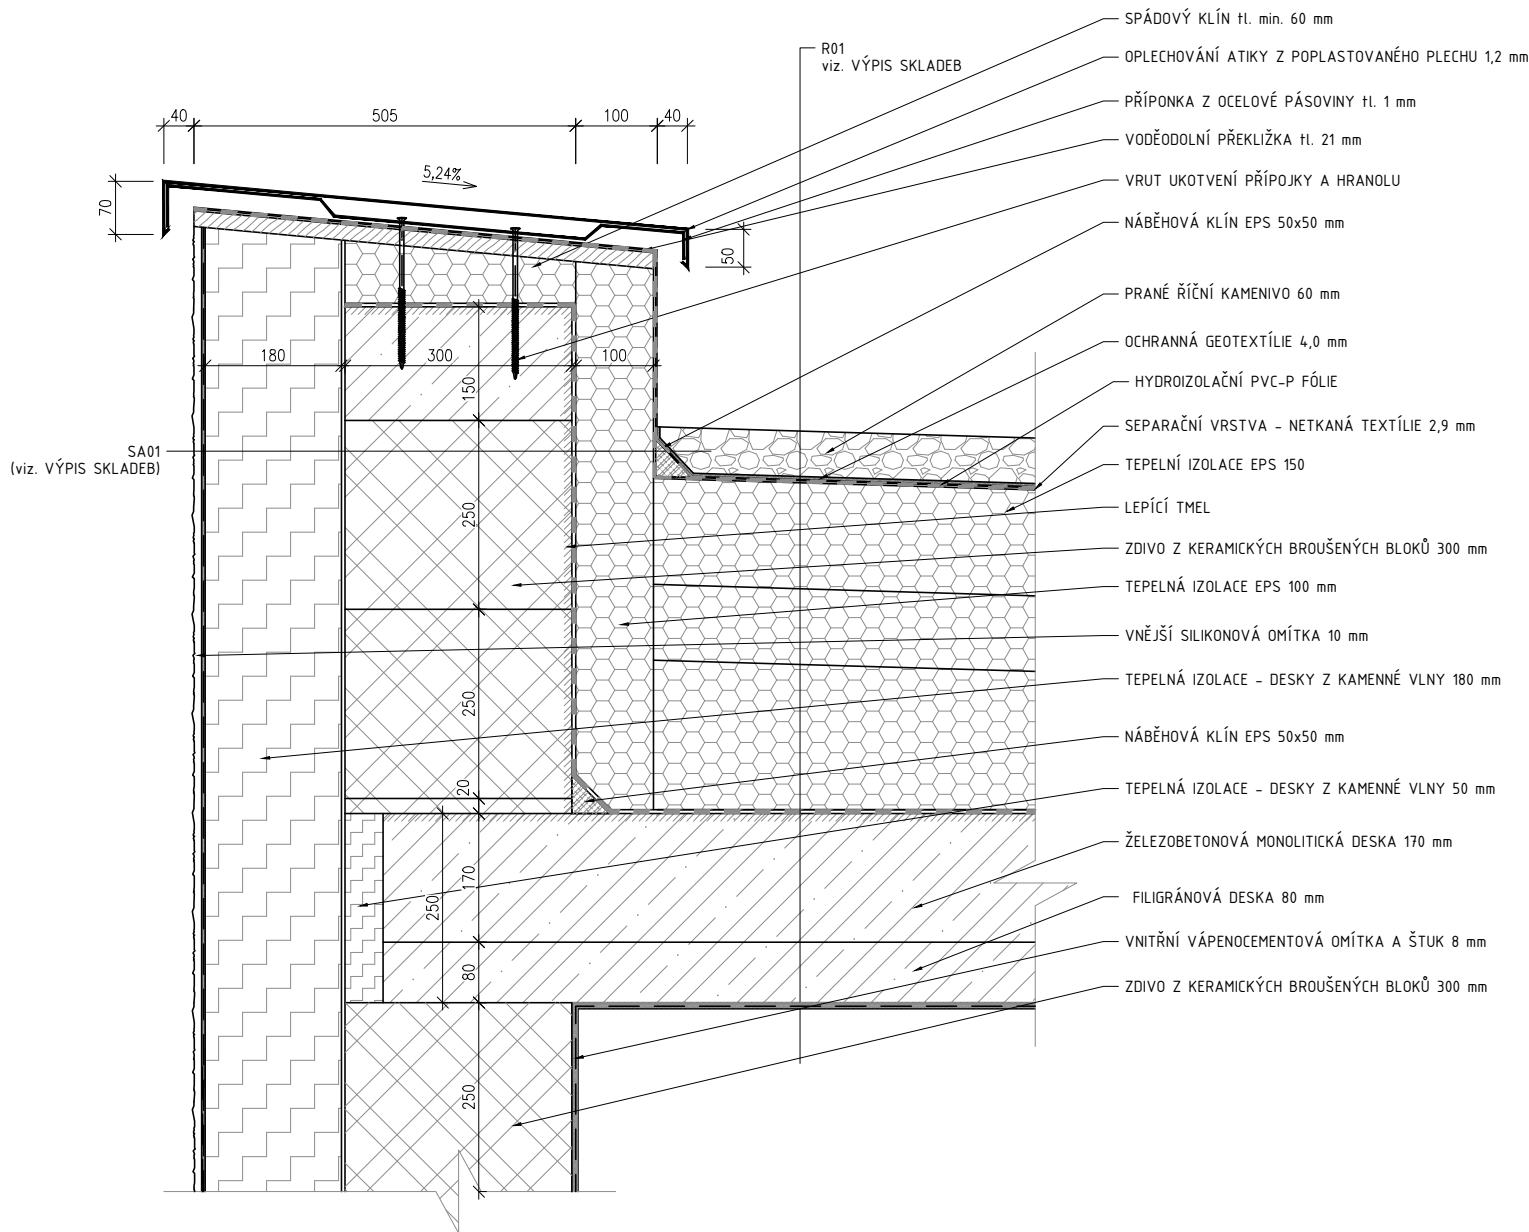 SPÁDOVÝ KLÍN tl. min. 60 mm
R01
viz. VÝPIS SKLADEB
OPLECHOVÁNÍ ATIKY Z POPLASTOVANÉHO PLECHU 1,2 mm
PŘÍPONKA Z OCELOVÉ PÁSOVINY tl. 1 mm
40
505
100
40
VODĚODOLNÍ PŘEKLIŽKA tl. 21 mm
5,24%
VRUT UKOTVENÍ PŘÍPOJKY A HRANOLU
70
NÁBĚHOVÁ KLÍN EPS 50x50 mm
50
PRANÉ ŘÍČNÍ KAMENIVO 60 mm
OCHRANNÁ GEOTEXTÍLIE 4,0 mm
180
300
100
HYDROIZOLAČNÍ PVC-P FÓLIE
150
SEPARAČNÍ VRSTVA - NETKANÁ TEXTÍLIE 2,9 mm
SA01
(viz. VÝPIS SKLADEB)
TEPELNÍ IZOLACE EPS 150
250
LEPÍCÍ TMEL
ZDIVO Z KERAMICKÝCH BROUŠENÝCH BLOKŮ 300 mm
TEPELNÁ IZOLACE EPS 100 mm
VNĚJŠÍ SILIKONOVÁ OMÍTKA 10 mm
TEPELNÁ IZOLACE - DESKY Z KAMENNÉ VLNY 180 mm
250
NÁBĚHOVÁ KLÍN EPS 50x50 mm
20
TEPELNÁ IZOLACE - DESKY Z KAMENNÉ VLNY 50 mm
ŽELEZOBETONOVÁ MONOLITICKÁ DESKA 170 mm
170
250
FILIGRÁNOVÁ DESKA 80 mm
VNITŘNÍ VÁPENOCEMENTOVÁ OMÍTKA A ŠTUK 8 mm
80
ZDIVO Z KERAMICKÝCH BROUŠENÝCH BLOKŮ 300 mm
250